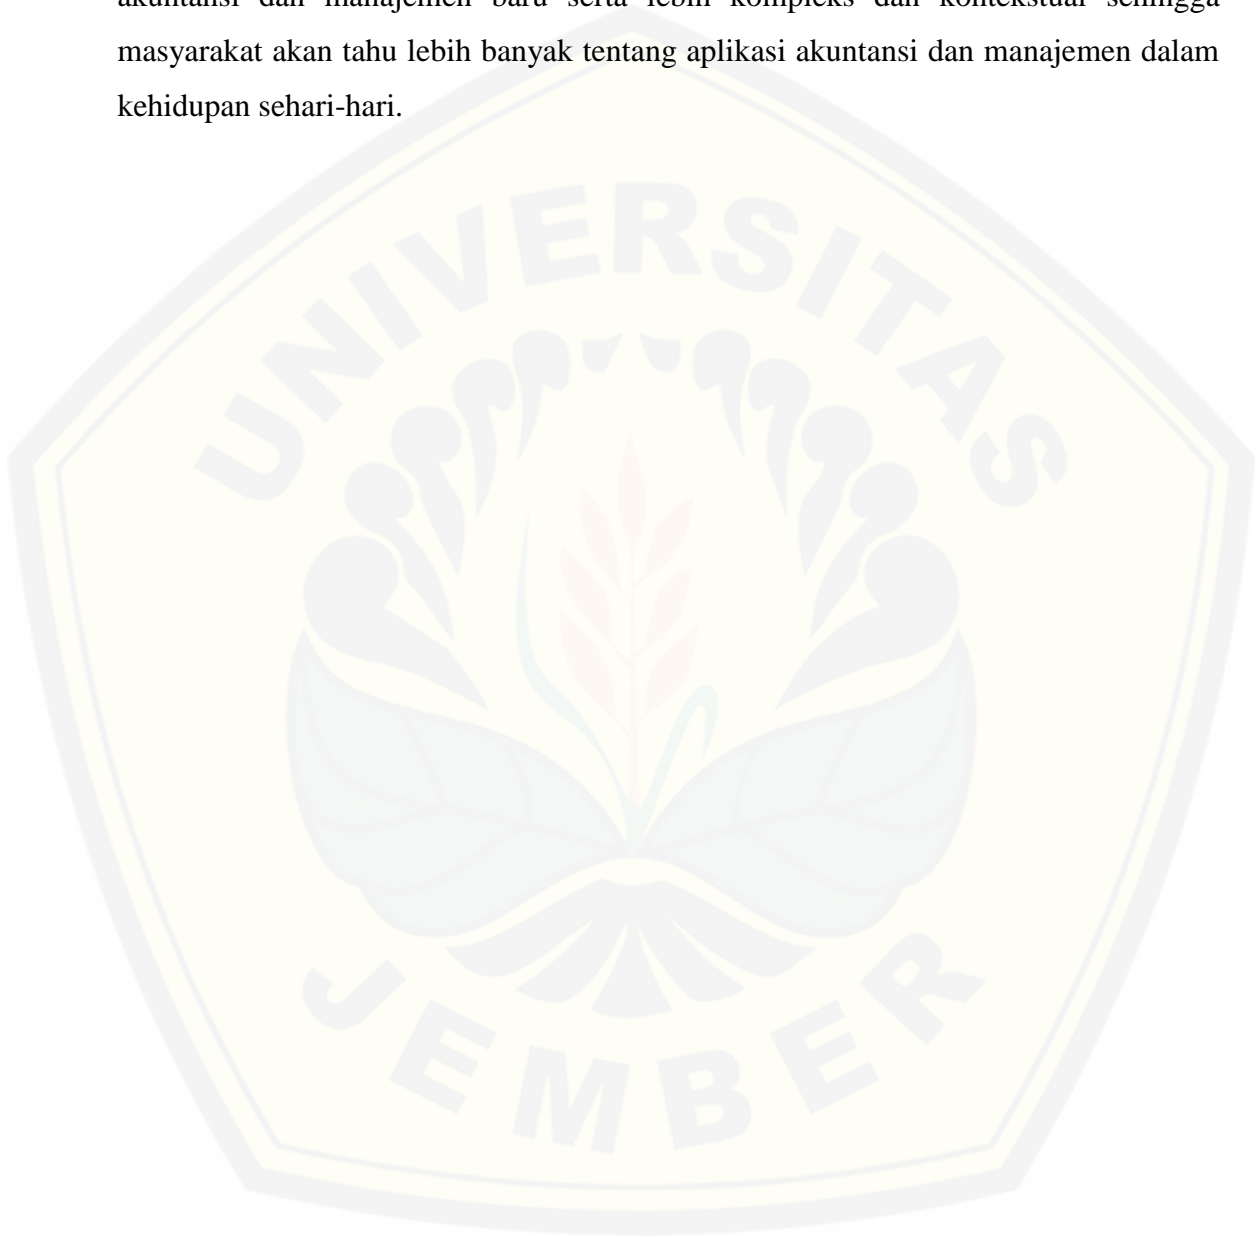 akuntansi dan manajemen baru serta lebih kompleks dan kontekstual sehingga
masyarakat akan tahu lebih banyak tentang aplikasi akuntansi dan manajemen dalam
kehidupan sehari-hari.
UNIVERSITAS
JEMBER